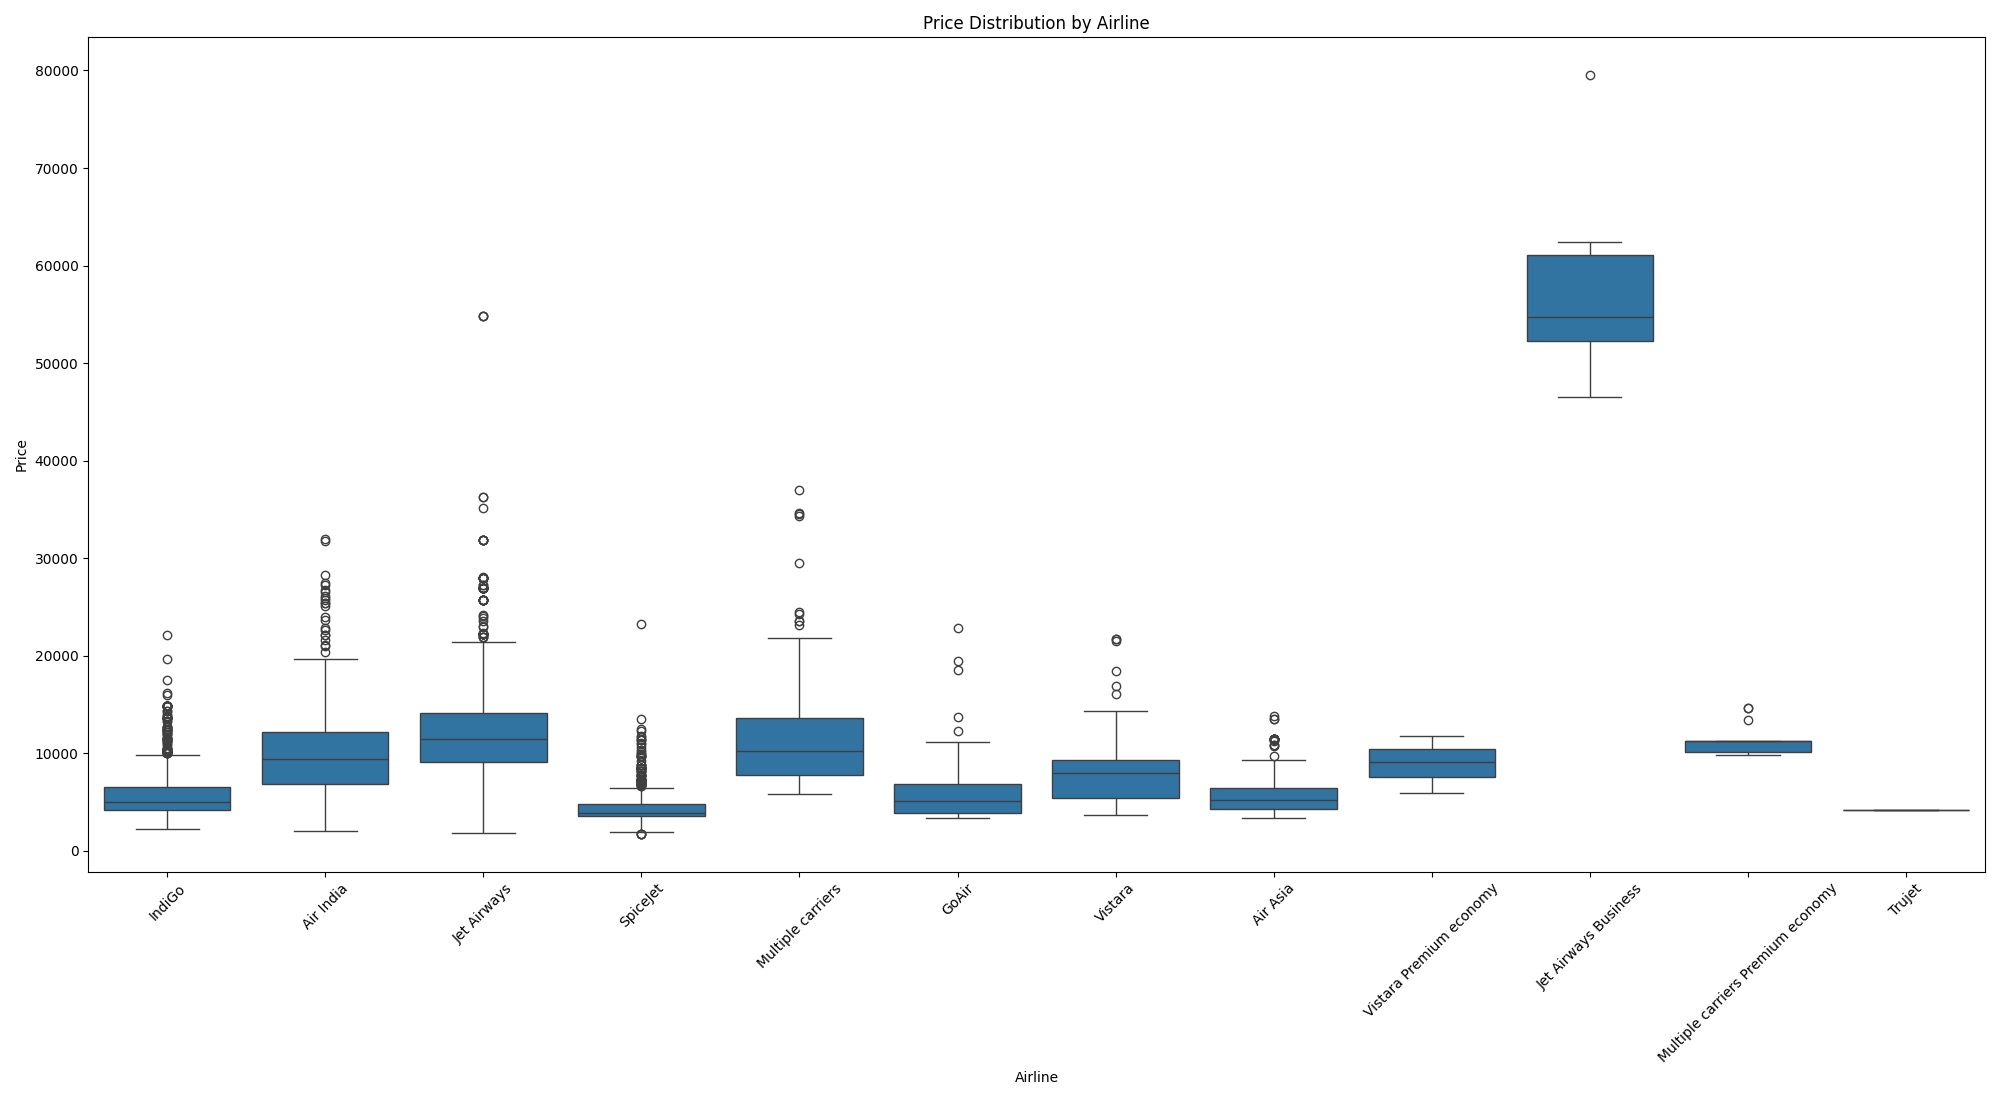 Price Distribution by Airline
80000
70000
60000
50000
40000
30000
20000
10000
0
Price
IndiGo
Air India
Jet Airways
SpiceJet
Multiple carriers
GoAir
Vistara
Air Asia
Vistara Premium economy
Jet Airways Business
Multiple carriers Premium economy
Trujet
Airline